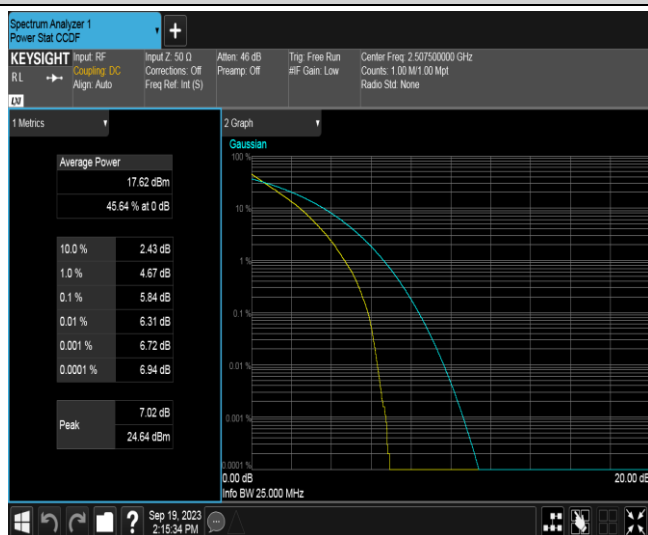 Spectrum Analyzer 1
Power Stat CCDF
+
KEYSIGHT
RL
LXI
Input: RF
Coupling: DC
Align: Auto
Input Z: 50 Ω
Corrections: Off
Freq Ref: Int (S)
Atten: 46 dB
Preamp: Off
Trig: Free Run
#IF Gain: Low
Center Freq: 2.507500000 GHz
Counts: 1.00 M/1.00 Mpt
Radio Std: None
1 Metrics
Average Power
17.62 dBm
45.64 % at 0 dB
10.0 % 2.43 dB
1.0 % 4.67 dB
0.1 % 5.84 dB
0.01 % 6.31 dB
0.001 % 6.72 dB
0.0001 % 6.94 dB
Peak
7.02 dB
24.64 dBm
2 Graph
Gaussian
100 %
10 %
1 %
0.1 %
0.01 %
0.001 %
0.0001 %
0.00 dB 20.00 dB
Info BW 25.000 MHz
?
Sep 19, 2023
2:15:34 PM